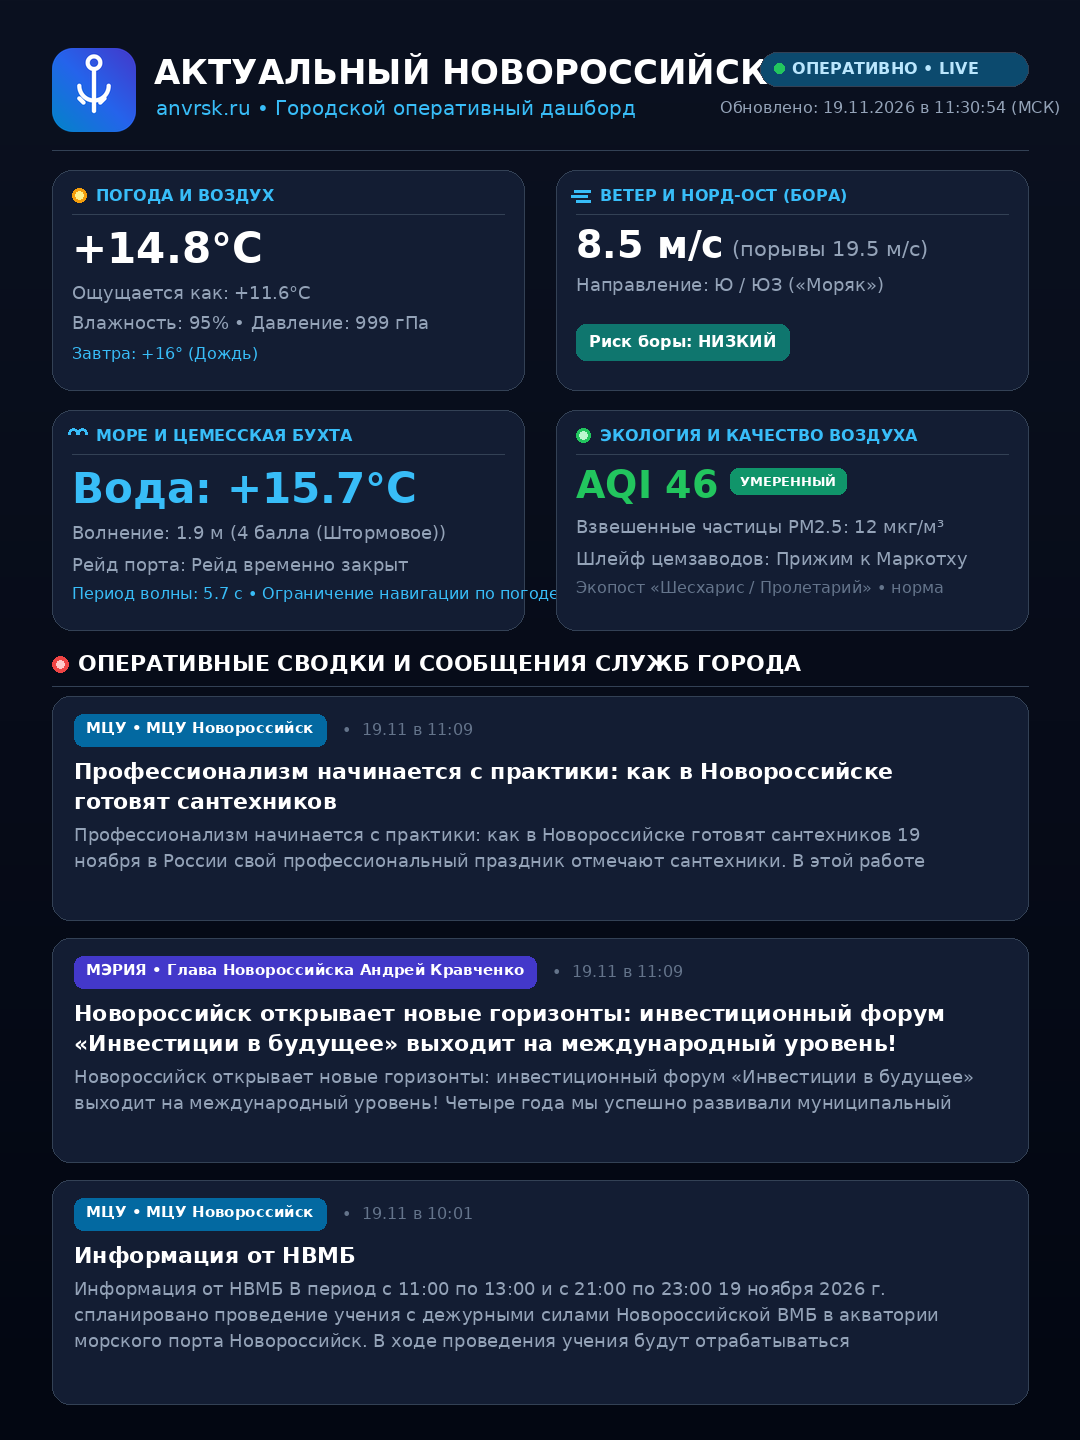 АКТУАЛЬНЫЙ НОВОРОССИЙСК
ОПЕРАТИВНО • LIVE
anvrsk.ru • Городской оперативный дашборд
Обновлено: 19.11.2026 в 11:30:54 (МСК)
ПОГОДА И ВОЗДУХ
+14.8°C
Ощущается как: +11.6°C
Влажность: 95% • Давление: 999 гПа
Завтра: +16° (Дождь)
ВЕТЕР И НОРД-ОСТ (БОРА)
8.5 м/с (порывы 19.5 м/с)
Направление: Ю / ЮЗ («Моряк»)
Риск боры: НИЗКИЙ
МОРЕ И ЦЕМЕССКАЯ БУХТА
Вода: +15.7°C
Волнение: 1.9 м (4 балла (Штормовое))
Рейд порта: Рейд временно закрыт
Период волны: 5.7 с • Ограничение навигации по погоде
ЭКОЛОГИЯ И КАЧЕСТВО ВОЗДУХА
AQI 46 УМЕРЕННЫЙ
Взвешенные частицы PM2.5: 12 мкг/м³
Шлейф цемзаводов: Прижим к Маркотху
Экопост «Шесхарис / Пролетарий» • норма
ОПЕРАТИВНЫЕ СВОДКИ И СООБЩЕНИЯ СЛУЖБ ГОРОДА
МЦУ • МЦУ Новороссийск • 19.11 в 11:09
Профессионализм начинается с практики: как в Новороссийске
готовят сантехников
Профессионализм начинается с практики: как в Новороссийске готовят сантехников 19
ноября в России свой профессиональный праздник отмечают сантехники. В этой работе
МЭРИЯ • Глава Новороссийска Андрей Кравченко • 19.11 в 11:09
Новороссийск открывает новые горизонты: инвестиционный форум
«Инвестиции в будущее» выходит на международный уровень!
Новороссийск открывает новые горизонты: инвестиционный форум «Инвестиции в будущее»
выходит на международный уровень! Четыре года мы успешно развивали муниципальный
МЦУ • МЦУ Новороссийск • 19.11 в 10:01
Информация от НВМБ
Информация от НВМБ В период с 11:00 по 13:00 и с 21:00 по 23:00 19 ноября 2026 г.
спланировано проведение учения с дежурными силами Новороссийской ВМБ в акватории
морского порта Новороссийск. В ходе проведения учения будут отрабатываться